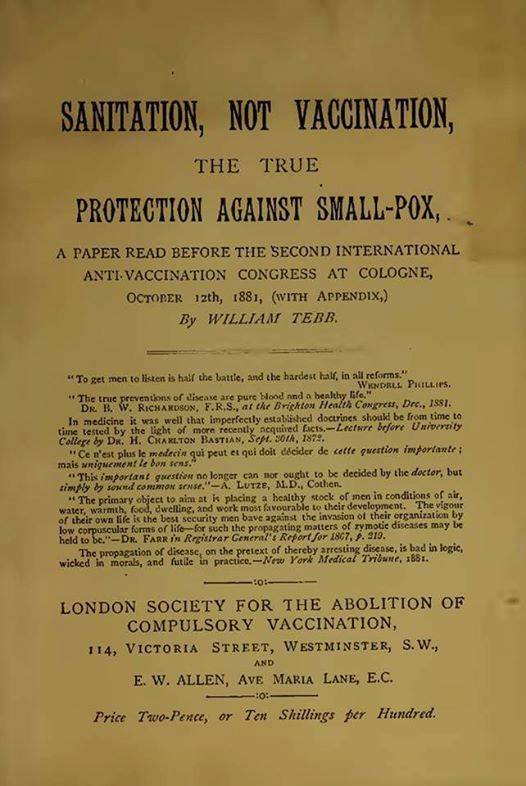 SANITATION, NOT VACCINATION,
THE TRUE
PROTECTION AGAINST SMALL-POX,
A PAPER READ BEFORE THE SECOND INTERNATIONAL
ANTI-VACCINATION CONGRESS AT COLOGNE,
OCTOBER 12th, 1881, (WITH APPENDIX,)
By WILLIAM TEBB.
"To get men to listen is half the battle, and the hardest half, in all reforms."
WENDELL PHILLIPS.
"The true preventions of disease are pure blood and a healthy life."
DR. B. W. RICHARDSON, F.R.S., at the Brighton Health Congress, Dec., 1881.
In medicine it was well that imperfectly established doctrines should be from time to
time tested by the light of more recently acquired facts.—Lecture before University
College by DR. H. CHARLTON BASTIAN, Sept. 30th, 1872.
"Ce n'est plus le medecin qui peut et qui doit décider de cette question importante;
mais uniquement le bon sens."
"This important question no longer can nor ought to be decided by the doctor, but
simply by sound common sense."—A. LUTZE, M.D., Cothen.
"The primary object to aim at is placing a healthy stock of men in conditions of air,
water, warmth, food, dwelling, and work most favourable to their development. The vigour
of their own life is the best security men have against the invasion of their organization by
low corpuscular forms of life—for such the propagating matters of zymotic diseases may be
held to be."—DR. FARR in Registrar General's Report for 1867, p. 219.
The propagation of disease, on the pretext of thereby arresting disease, is bad in logic,
wicked in morals, and futile in practice.—New York Medical Tribune, 1881.
:o:
LONDON SOCIETY FOR THE ABOLITION OF
COMPULSORY VACCINATION,
114, VICTORIA STREET, WESTMINSTER, S.W.,
AND
E. W. ALLEN, AVE MARIA LANE, E.C.
:o:
Price Two-Pence, or Ten Shillings per Hundred.